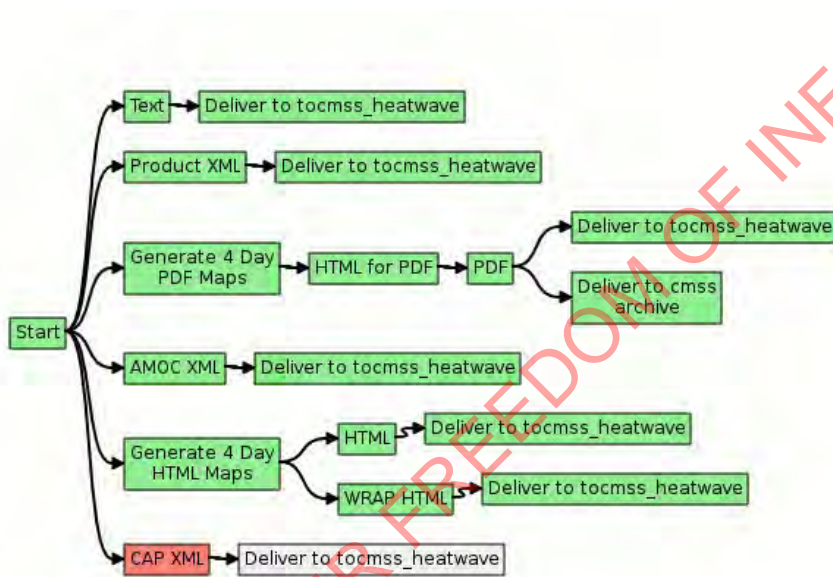 Text
Deliver to tocmss_heatwave
Product XML
Deliver to tocmss_heatwave
Generate 4 Day
PDF Maps
HTML for PDF
PDF
Deliver to tocmss_heatwave
Deliver to cmss
archive
Start
AMOC XML
Deliver to tocmss_heatwave
Generate 4 Day
HTML Maps
HTML
Deliver to tocmss_heatwave
WRAP HTML
Deliver to tocmss_heatwave
CAP XML
Deliver to tocmss_heatwave
FREEDOM OF